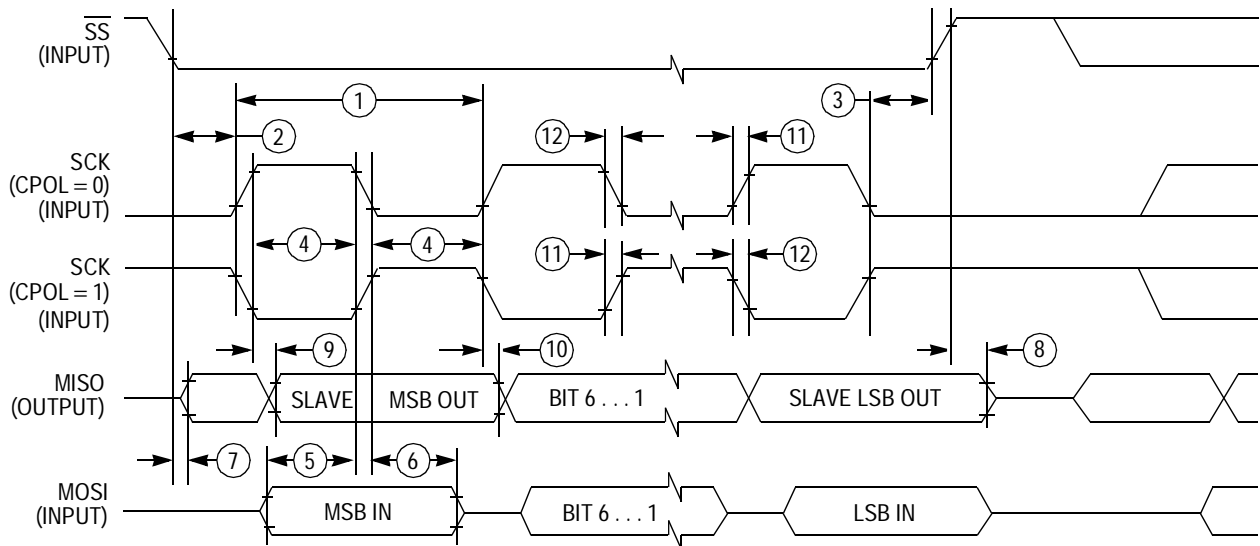 SS
(INPUT)
1
3
2
12
11
SCK
(CPOL = 0)
(INPUT)
4
4
11
12
SCK
(CPOL = 1)
(INPUT)
9
10
8
MISO
(OUTPUT)
SLAVE MSB OUT
BIT 6 . . . 1
SLAVE LSB OUT
7
5
6
MOSI
(INPUT)
MSB IN
BIT 6 . . . 1
LSB IN